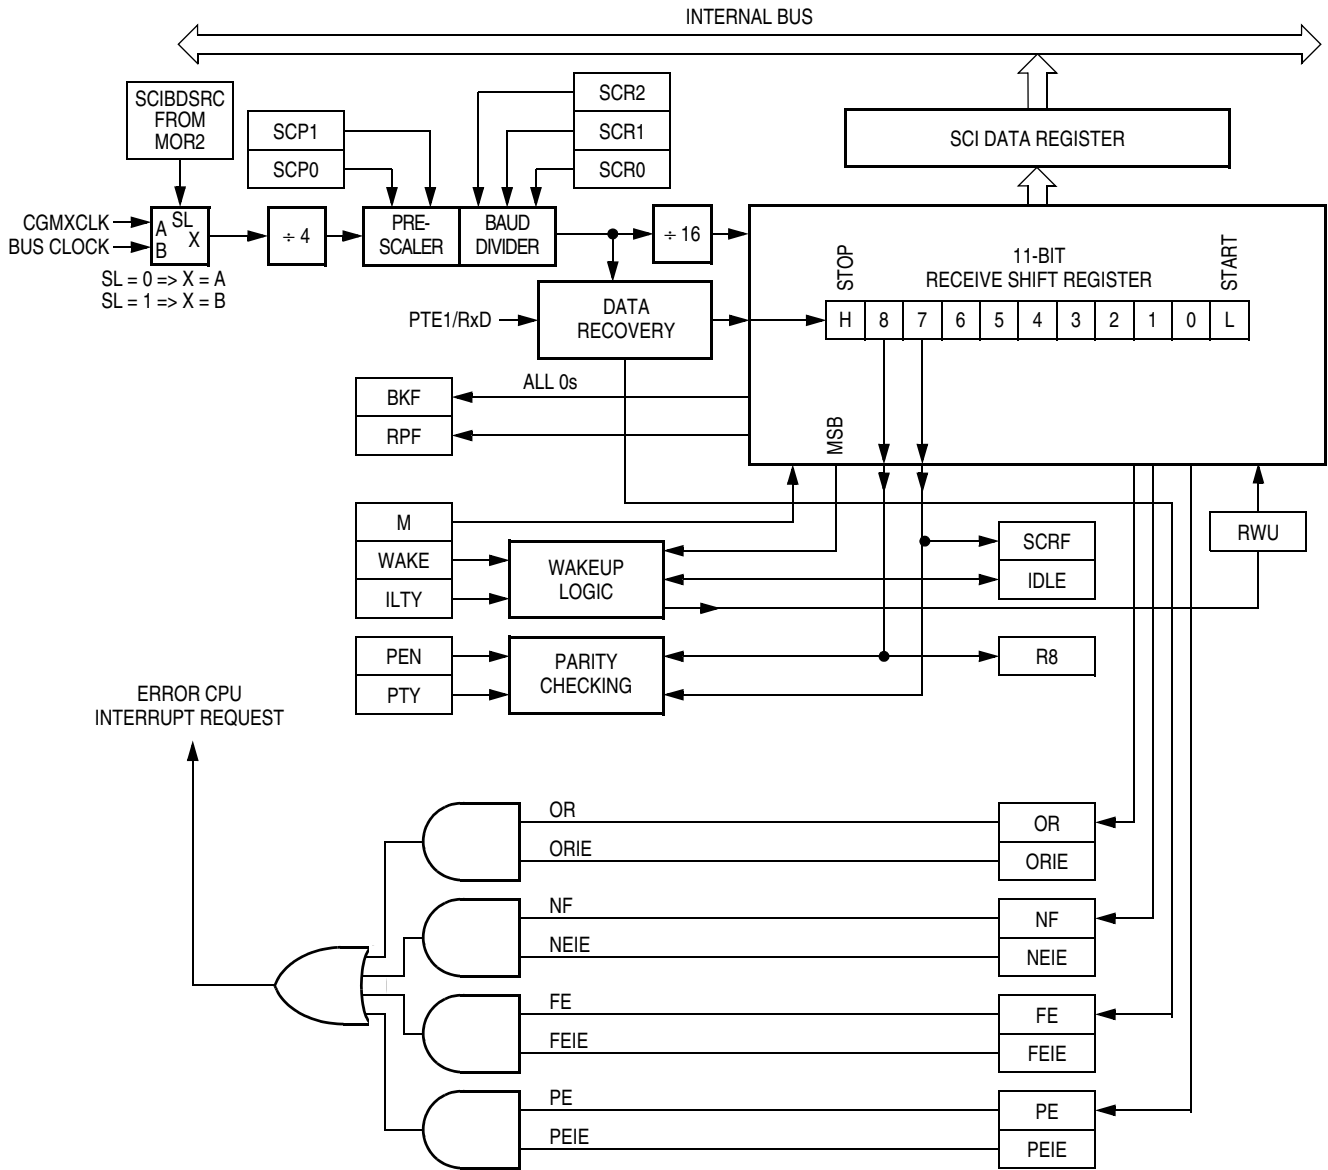 INTERNAL BUS
SCIBDSRC
FROM
MOR2
SCP1
SCP0
SCR2
SCR1
SCR0
SCI DATA REGISTER
CGMXCLK
BUS CLOCK
A
B
SL
X
SL = 0 => X = A
SL = 1 => X = B
÷ 4
PRE-
SCALER
BAUD
DIVIDER
÷ 16
STOP
11-BIT
RECEIVE SHIFT REGISTER
START
PTE1/RxD
DATA
RECOVERY
H 8 7 6 5 4 3 2 1 0 L
ALL 0s
BKF
RPF
MSB
M
WAKE
ILTY
WAKEUP
LOGIC
SCRF
IDLE
RWU
PEN
PTY
PARITY
CHECKING
R8
ERROR CPU
INTERRUPT REQUEST
OR
ORIE
OR
ORIE
NF
NEIE
NF
NEIE
FE
FEIE
FE
FEIE
PE
PEIE
PE
PEIE